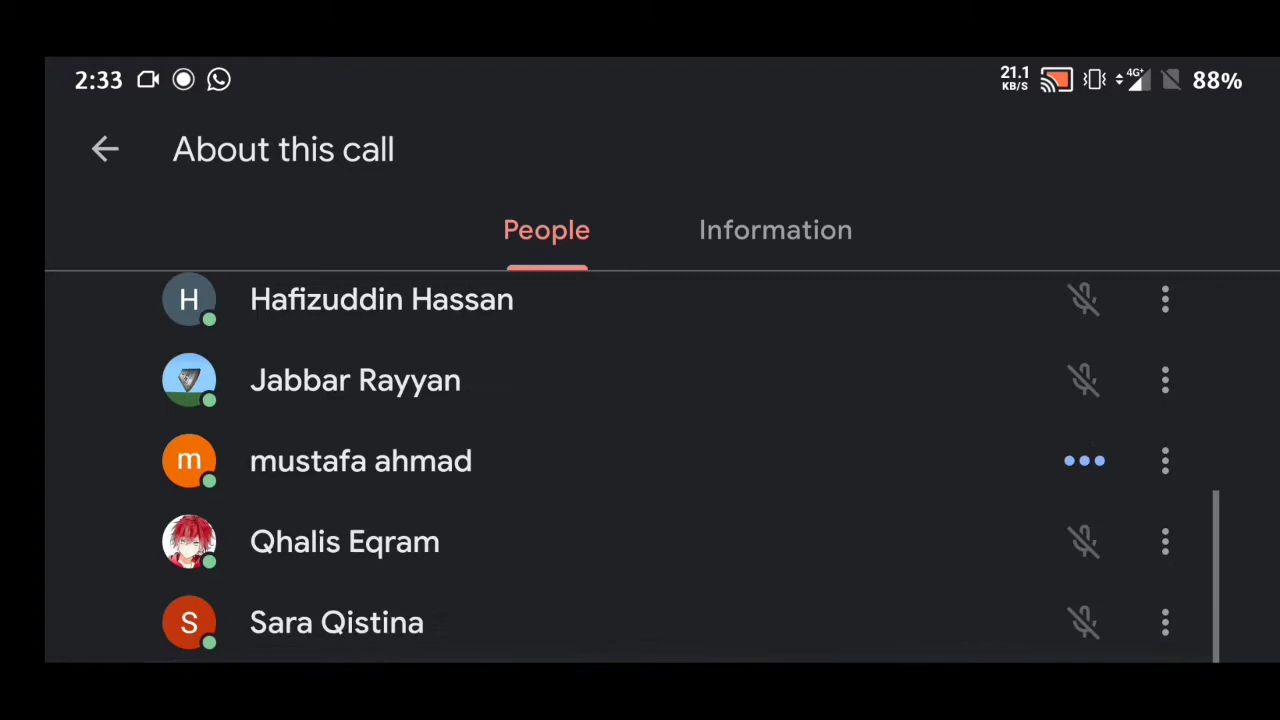 2:33 21.1 KB/S 4G+ 88%
About this call
People Information
H Hafizuddin Hassan
Jabbar Rayyan
m mustafa ahmad
Qhalis Eqram
S Sara Qistina